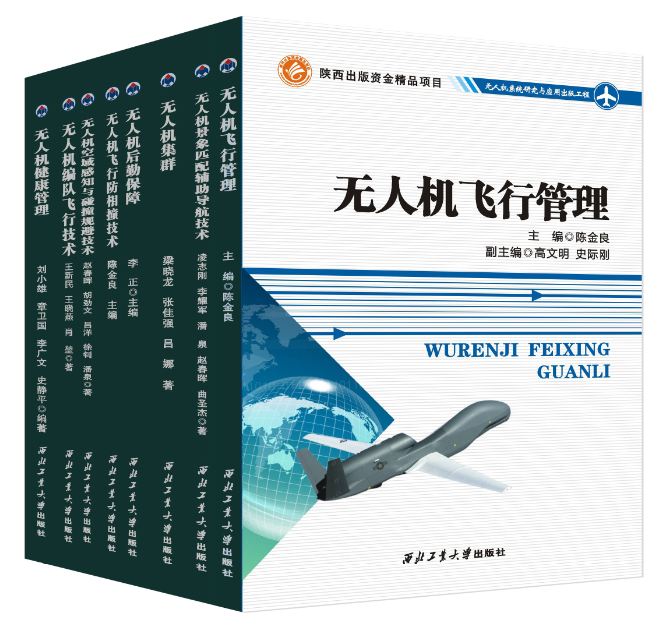 陕西出版资金精品项目
无人机系统研究与应用出版工程
无人机飞行管理
主 编◎陈金良
副主编◎高文明 史际刚
WURENJI FEIXING
GUANLI
西北工业大学出版社
无人机飞行管理
主 编◎陈金良
西北工业大学出版社
无人机景象匹配辅助导航技术
凌志刚 李耀军 潘 泉 赵春晖 曲圣杰◎著
西北工业大学出版社
无人机集群
梁晓龙 张佳强 吕 娜 著
西北工业大学出版社
无人机后勤保障
李 正◎主编
西北工业大学出版社
无人机飞行防相撞技术
陈金良 主编
西北工业大学出版社
无人机空域感知与碰撞规避技术
赵春晖 胡劲文 吕洋 徐钊 潘泉◎著
西北工业大学出版社
无人机编队飞行技术
王新民 王晓燕 肖 堃◎著
西北工业大学出版社
无人机健康管理
刘小雄 章卫国 李广文 史静平◎编著
西北工业大学出版社